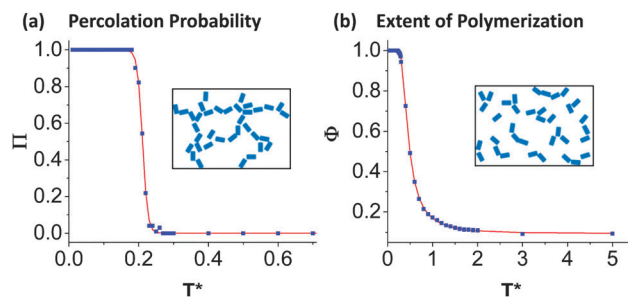 (a) Percolation Probability
1.0
0.8
0.6
0.4
0.2
0.0
Π
0.0 0.2 0.4 0.6
T*
(b) Extent of Polymerization
1.0
0.8
0.6
0.4
0.2
Φ
0 1 2 3 4 5
T*